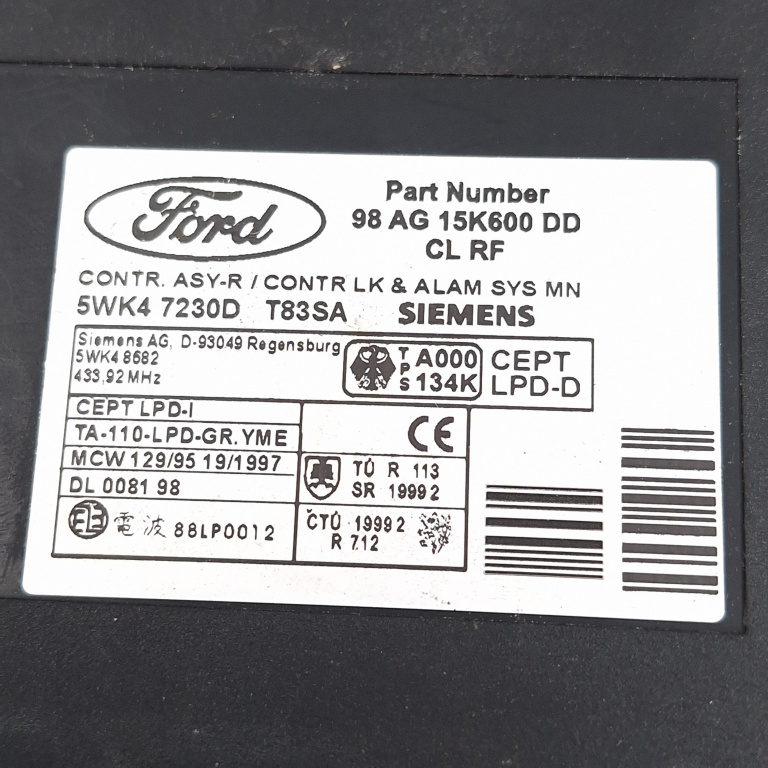 Ford
Part Number
98 AG 15K600 DD
CL RF
CONTR. ASY-R / CONTR LK & ALAM SYS MN
5WK4 7230D T83SA SIEMENS
Siemens AG, D-93049 Regensburg
5WK4 8682
433,92 MHz
TPS
A000
134K
CEPT
LPD-D
CEPT LPD-I
TA-110-LPD-GR.YME
MCW 129/95 19/1997
DL 0081 98
電波 88LP0012
CE
TÚ R 113
SR 1999 2
ČTÚ 1999 2
R 712